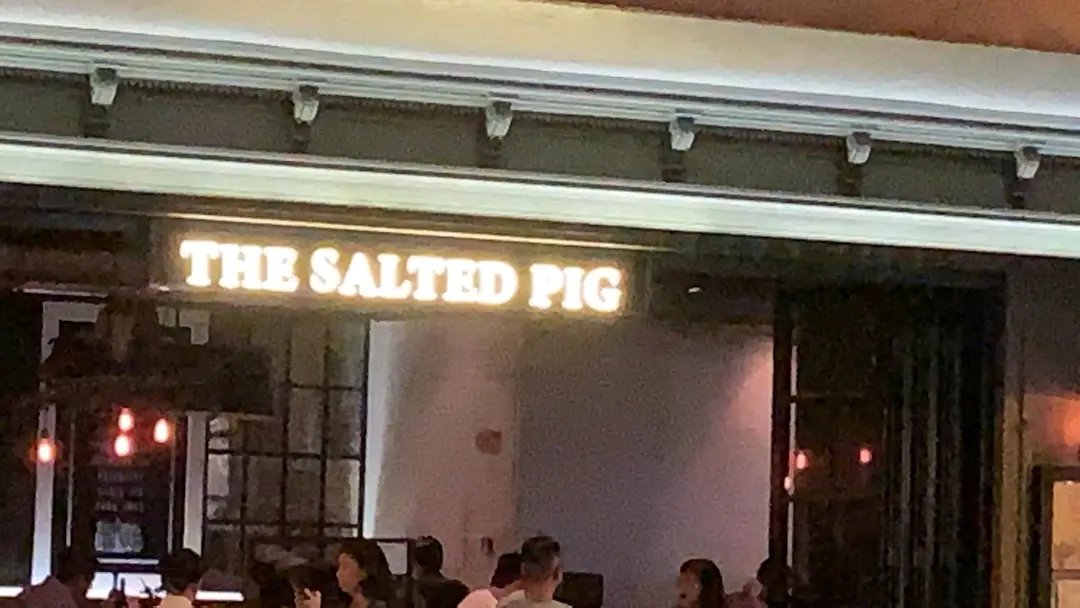 THE SALTED PIG